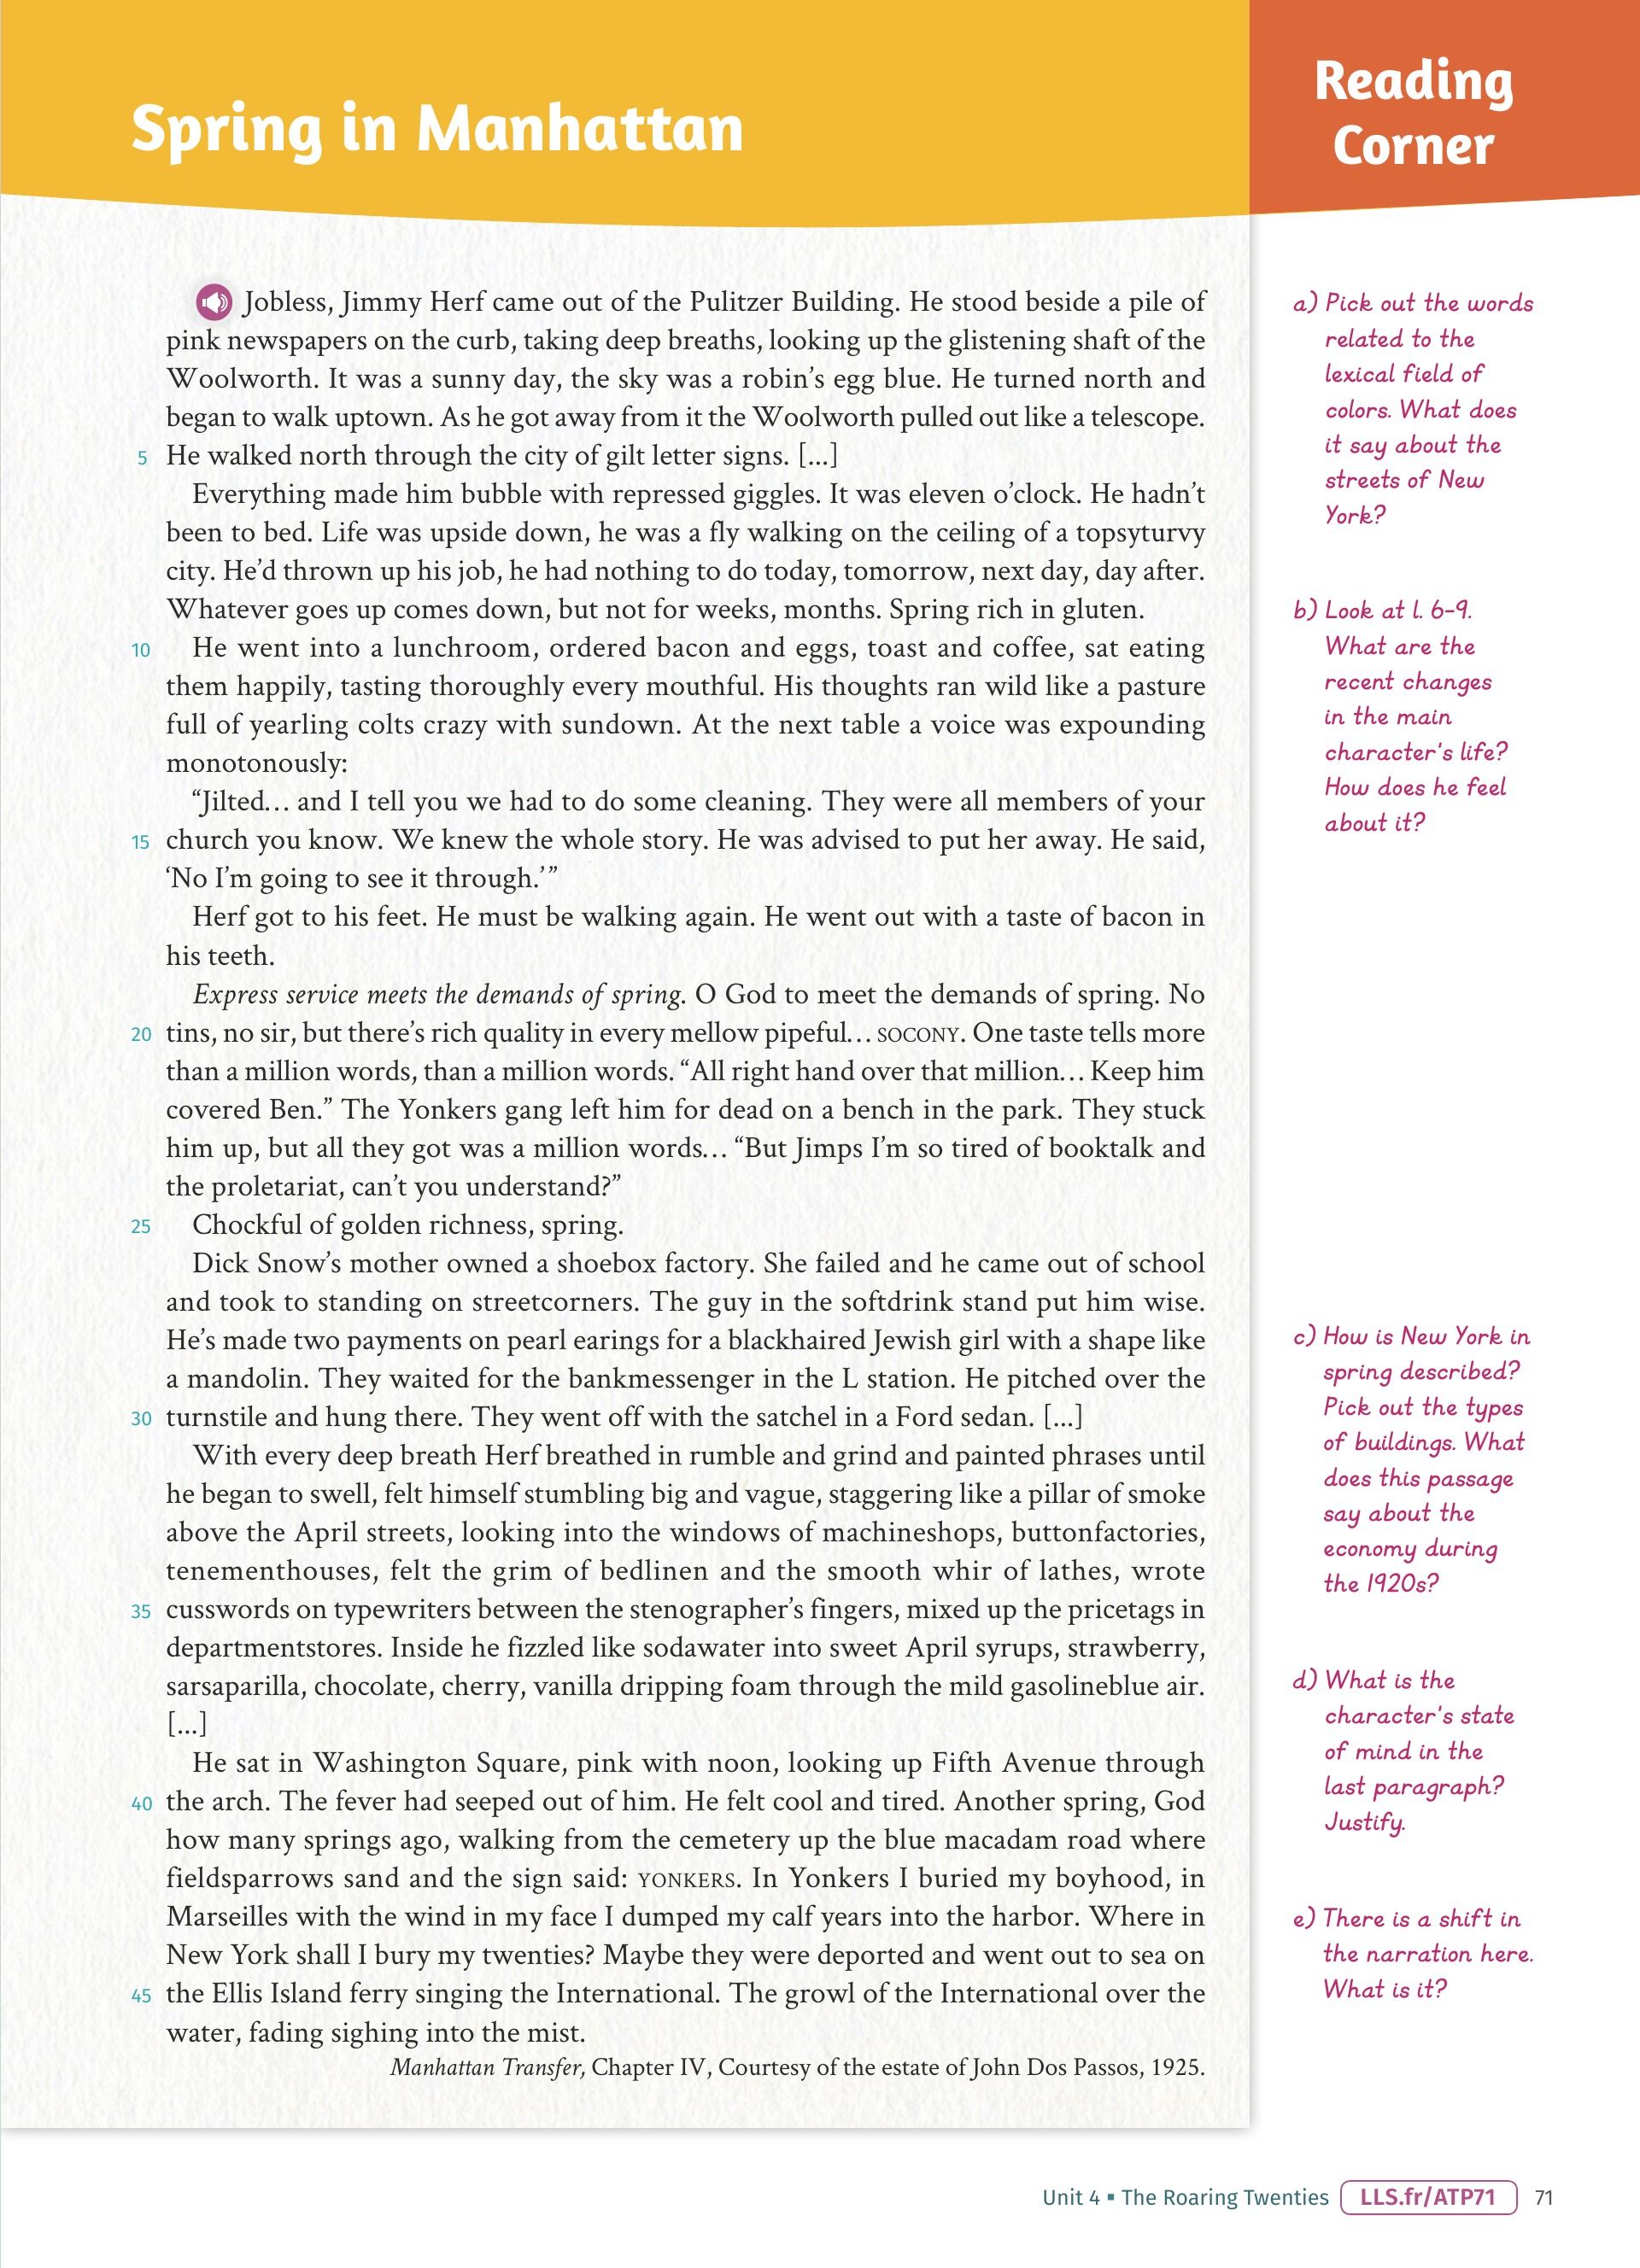 Spring in Manhattan
Reading
Corner
Jobless, Jimmy Herf came out of the Pulitzer Building. He stood beside a pile of
pink newspapers on the curb, taking deep breaths, looking up the glistening shaft of the
Woolworth. It was a sunny day, the sky was a robin’s egg blue. He turned north and
began to walk uptown. As he got away from it the Woolworth pulled out like a telescope.
5 He walked north through the city of gilt letter signs. [...]
Everything made him bubble with repressed giggles. It was eleven o’clock. He hadn’t
been to bed. Life was upside down, he was a fly walking on the ceiling of a topsyturvy
city. He’d thrown up his job, he had nothing to do today, tomorrow, next day, day after.
Whatever goes up comes down, but not for weeks, months. Spring rich in gluten.
10 He went into a lunchroom, ordered bacon and eggs, toast and coffee, sat eating
them happily, tasting thoroughly every mouthful. His thoughts ran wild like a pasture
full of yearling colts crazy with sundown. At the next table a voice was expounding
monotonously:
“Jilted… and I tell you we had to do some cleaning. They were all members of your
15 church you know. We knew the whole story. He was advised to put her away. He said,
‘No I’m going to see it through.’”
Herf got to his feet. He must be walking again. He went out with a taste of bacon in
his teeth.
Express service meets the demands of spring. O God to meet the demands of spring. No
20 tins, no sir, but there’s rich quality in every mellow pipeful… SOCONY. One taste tells more
than a million words, than a million words. “All right hand over that million… Keep him
covered Ben.” The Yonkers gang left him for dead on a bench in the park. They stuck
him up, but all they got was a million words… “But Jimps I’m so tired of booktalk and
the proletariat, can’t you understand?”
25 Chockful of golden richness, spring.
Dick Snow’s mother owned a shoebox factory. She failed and he came out of school
and took to standing on streetcorners. The guy in the softdrink stand put him wise.
He’s made two payments on pearl earings for a blackhaired Jewish girl with a shape like
a mandolin. They waited for the bankmessenger in the L station. He pitched over the
30 turnstile and hung there. They went off with the satchel in a Ford sedan. [...]
With every deep breath Herf breathed in rumble and grind and painted phrases until
he began to swell, felt himself stumbling big and vague, staggering like a pillar of smoke
above the April streets, looking into the windows of machineshops, buttonfactories,
tenementhouses, felt the grim of bedlinen and the smooth whir of lathes, wrote
35 cusswords on typewriters between the stenographer’s fingers, mixed up the pricetags in
departmentstores. Inside he fizzled like sodawater into sweet April syrups, strawberry,
sarsaparilla, chocolate, cherry, vanilla dripping foam through the mild gasolineblue air.
[...]
He sat in Washington Square, pink with noon, looking up Fifth Avenue through
40 the arch. The fever had seeped out of him. He felt cool and tired. Another spring, God
how many springs ago, walking from the cemetery up the blue macadam road where
fieldsparrows sand and the sign said: YONKERS. In Yonkers I buried my boyhood, in
Marseilles with the wind in my face I dumped my calf years into the harbor. Where in
New York shall I bury my twenties? Maybe they were deported and went out to sea on
45 the Ellis Island ferry singing the International. The growl of the International over the
water, fading sighing into the mist.
Manhattan Transfer, Chapter IV, Courtesy of the estate of John Dos Passos, 1925.
a) Pick out the words
related to the
lexical field of
colors. What does
it say about the
streets of New
York?
b) Look at l. 6-9.
What are the
recent changes
in the main
character's life?
How does he feel
about it?
c) How is New York in
spring described?
Pick out the types
of buildings. What
does this passage
say about the
economy during
the 1920s?
d) What is the
character's state
of mind in the
last paragraph?
Justify.
e) There is a shift in
the narration here.
What is it?
Unit 4 ▪ The Roaring Twenties LLS.fr/ATP71 71